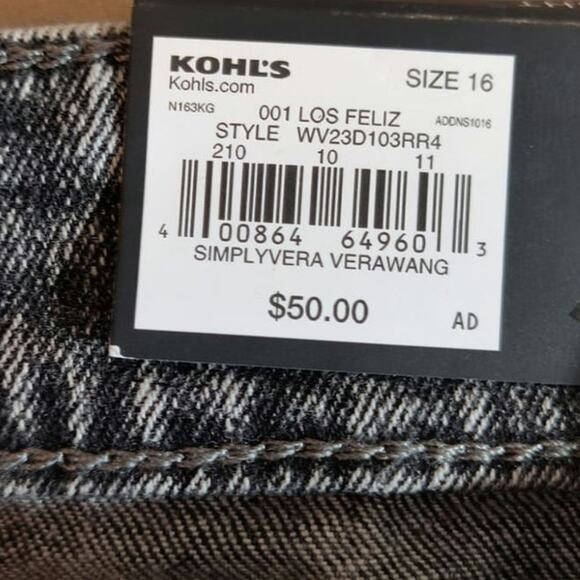 KOHL'S SIZE 16
Kohls.com
N163KG 001 LOS FELIZ ADDNS1016
STYLE WV23D103RR4
210 10 11
4 00864 64960 3
SIMPLYVERA VERAWANG
$50.00 AD